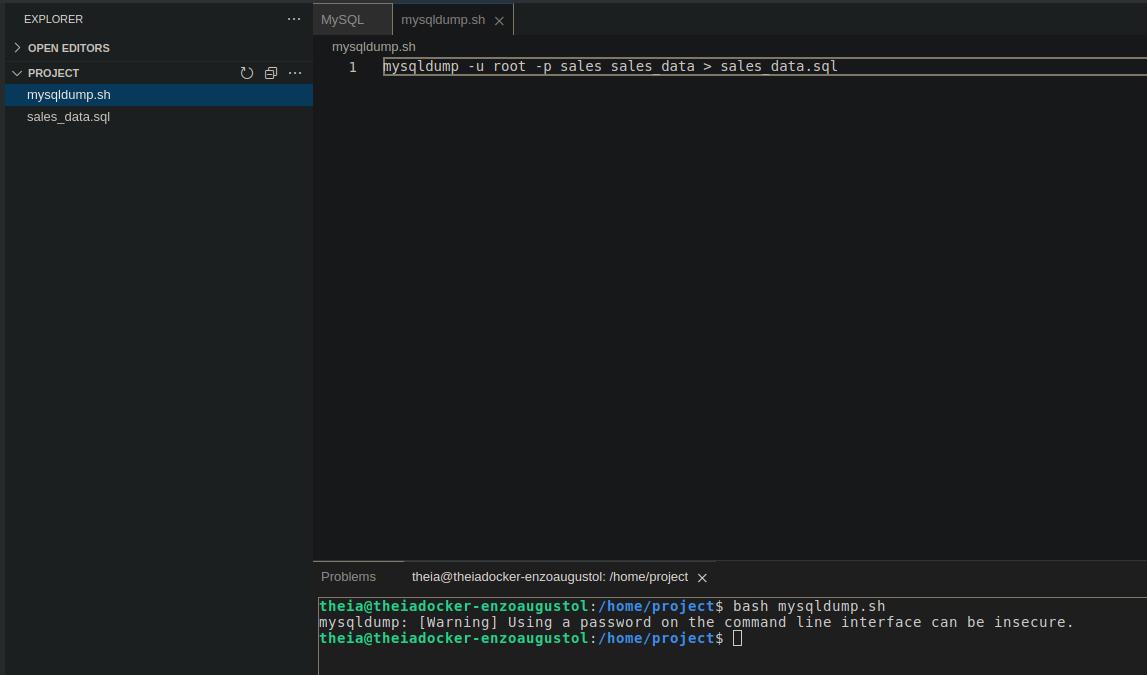 EXPLORER
OPEN EDITORS
PROJECT
mysqldump.sh
sales_data.sql
MySQL
mysqldump.sh
mysqldump.sh
1 mysqldump -u root -p sales sales_data > sales_data.sql
Problems
theia@theiadocker-enzoaugustol: /home/project
theia@theiadocker-enzoaugustol:/home/project$ bash mysqldump.sh
mysqldump: [Warning] Using a password on the command line interface can be insecure.
theia@theiadocker-enzoaugustol:/home/project$